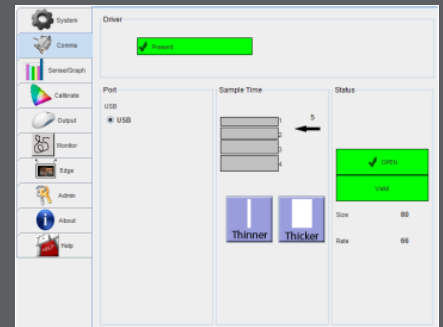 System
Comms
Sense/Graph
Calibrate
Output
Monitor
Edge
Admin
About
Help
HELP
Driver
Present
Port
USB
USB
Sample Time
1
2
3
4
5
Thinner
Thicker
Status
OPEN
Valid
Size 80
Rate 66